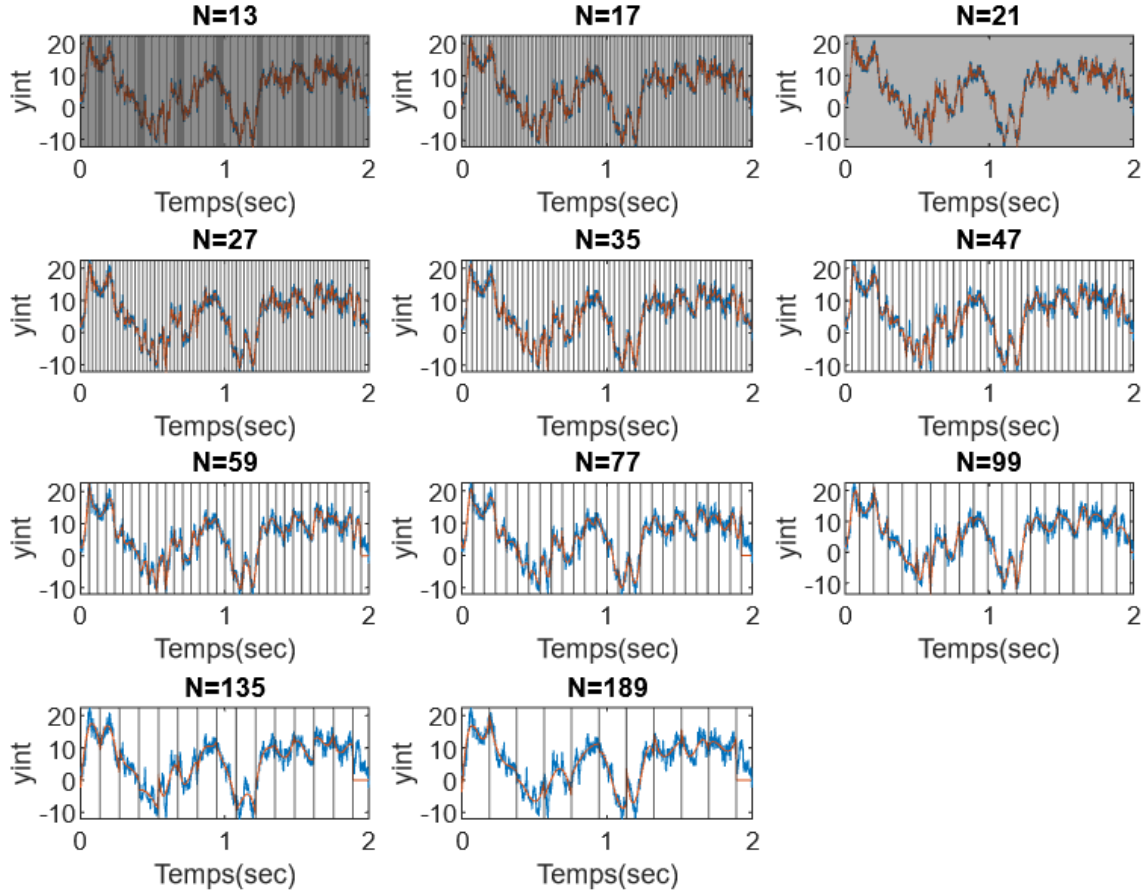 N=13 N=17 N=21
20 20 20
10 10 10
0 0 0
-10 -10 -10
yint yint yint
0 1 2 0 1 2 0 1 2
Temps(sec) Temps(sec) Temps(sec)
N=27 N=35 N=47
20 20 20
10 10 10
0 0 0
-10 -10 -10
yint yint yint
0 1 2 0 1 2 0 1 2
Temps(sec) Temps(sec) Temps(sec)
N=59 N=77 N=99
20 20 20
10 10 10
0 0 0
-10 -10 -10
yint yint yint
0 1 2 0 1 2 0 1 2
Temps(sec) Temps(sec) Temps(sec)
N=135 N=189
20 20
10 10
0 0
-10 -10
yint yint
0 1 2 0 1 2
Temps(sec) Temps(sec)